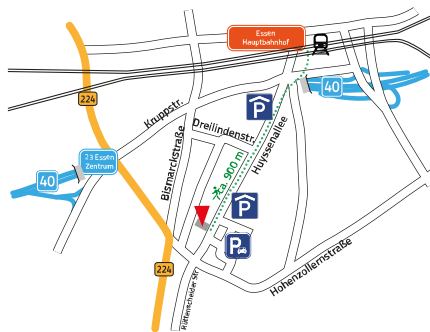 Essen
Hauptbahnhof
40
224
Kruppstr.
P
Dreilindenstr.
Huyssenallee
Bismarckstraße
23 Essen
Zentrum
40
ca. 900 m
P
P
224
Hohenzollernstraße
Rüttenscheider Str.